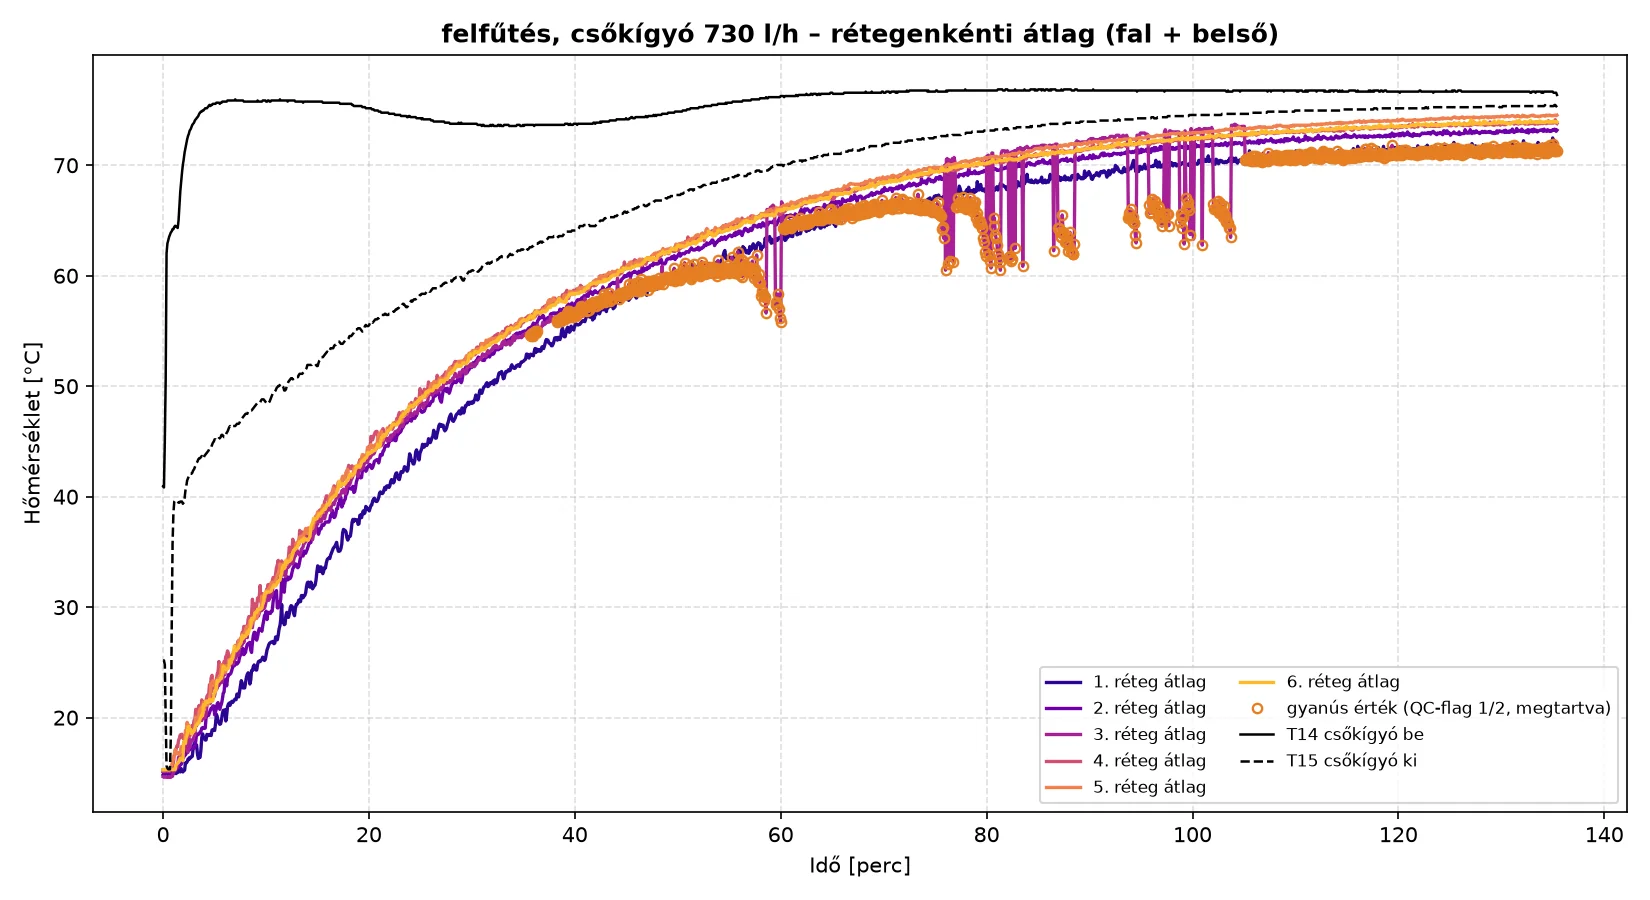 felfűtés, csőkígyó 730 l/h – rétegenkénti átlag (fal + belső)
Hőmérséklet [°C]
70
60
50
40
30
20
0 20 40 60 80 100 120 140
Idő [perc]
1. réteg átlag
2. réteg átlag
3. réteg átlag
4. réteg átlag
5. réteg átlag
6. réteg átlag
gyanús érték (QC-flag 1/2, megtartva)
T14 csőkígyó be
T15 csőkígyó ki